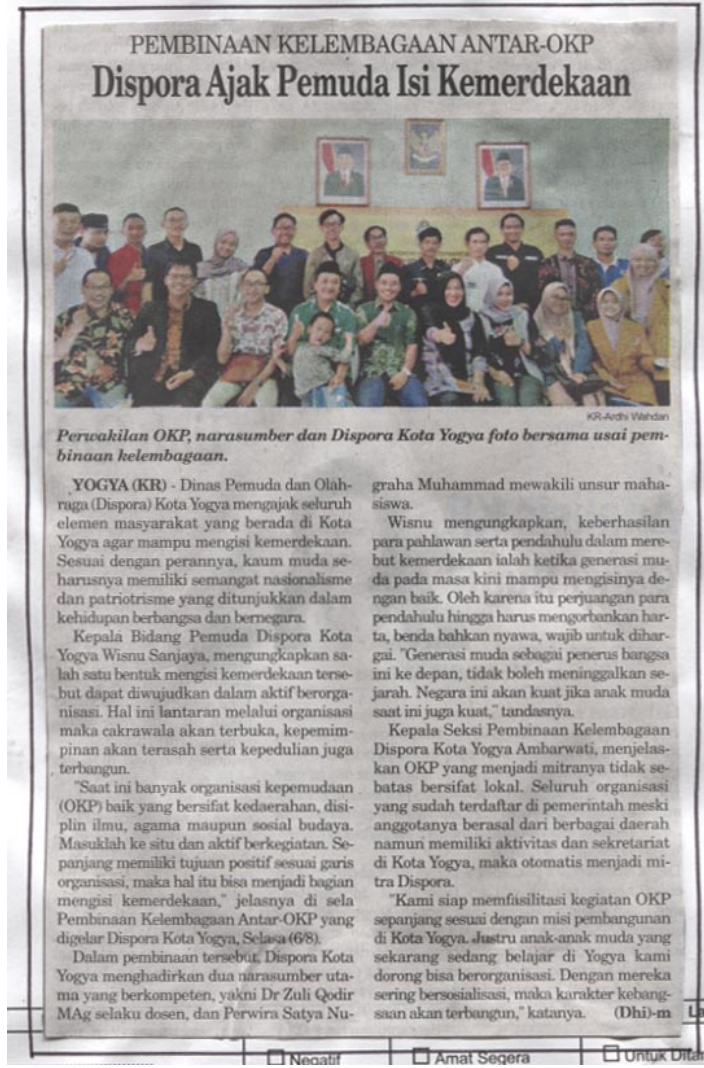 PEMBINAAN KELEMBAGAAN ANTAR-OKP
Dispora Ajak Pemuda Isi Kemerdekaan
KR-Ardhi Wahdan
Perwakilan OKP, narasumber dan Dispora Kota Yogya foto bersama usai pem-
binaan kelembagaan.
YOGYA (KR) - Dinas Pemuda dan Olah-
raga (Dispora) Kota Yogya mengajak seluruh
elemen masyarakat yang berada di Kota
Yogya agar mampu mengisi kemerdekaan.
Sesuai dengan perannya, kaum muda se-
harusnya memiliki semangat nasionalisme
dan patriotrisme yang ditunjukkan dalam
kehidupan berbangsa dan bernegara.
Kepala Bidang Pemuda Dispora Kota
Yogya Wisnu Sanjaya, mengungkapkan sa-
lah satu bentuk mengisi kemerdekaan terse-
but dapat diwujudkan dalam aktif berorga-
nisasi. Hal ini lantaran melalui organisasi
maka cakrawala akan terbuka, kepemim-
pinan akan terasah serta kepedulian juga
terbangun.
"Saat ini banyak organisasi kepemudaan
(OKP) baik yang bersifat kedaerahan, disi-
plin ilmu, agama maupun sosial budaya.
Masuklah ke situ dan aktif berkegiatan. Se-
panjang memiliki tujuan positif sesuai garis
organisasi, maka hal itu bisa menjadi bagian
mengisi kemerdekaan," jelasnya di sela
Pembinaan Kelembagaan Antar-OKP yang
digelar Dispora Kota Yogya, Selasa (6/8).
Dalam pembinaan tersebut, Dispora Kota
Yogya menghadirkan dua narasumber uta-
ma yang berkompeten, yakni Dr Zuli Qodir
MAg selaku dosen, dan Perwira Satya Nu-
graha Muhammad mewakili unsur maha-
siswa.
Wisnu mengungkapkan, keberhasilan
para pahlawan serta pendahulu dalam mere-
but kemerdekaan ialah ketika generasi mu-
da pada masa kini mampu mengisinya de-
ngan baik. Oleh karena itu perjuangan para
pendahulu hingga harus mengorbankan har-
ta, benda bahkan nyawa, wajib untuk dihar-
gai. "Generasi muda sebagai penerus bangsa
ini ke depan, tidak boleh meninggalkan se-
jarah. Negara ini akan kuat jika anak muda
saat ini juga kuat," tandasnya.
Kepala Seksi Pembinaan Kelembagaan
Dispora Kota Yogya Ambarwati, menjelas-
kan OKP yang menjadi mitranya tidak se-
batas bersifat lokal. Seluruh organisasi
yang sudah terdaftar di pemerintah meski
anggotanya berasal dari berbagai daerah
namun memiliki aktivitas dan sekretariat
di Kota Yogya, maka otomatis menjadi mi-
tra Dispora.
"Kami siap memfasilitasi kegiatan OKP
sepanjang sesuai dengan misi pembangunan
di Kota Yogya. Justru anak-anak muda yang
sekarang sedang belajar di Yogya kami
dorong bisa berorganisasi. Dengan mereka
sering bersosialisasi, maka karakter kebang-
saan akan terbangun," katanya. (Dhi)-m
La
Negatif Amat Segera Untuk Ditan